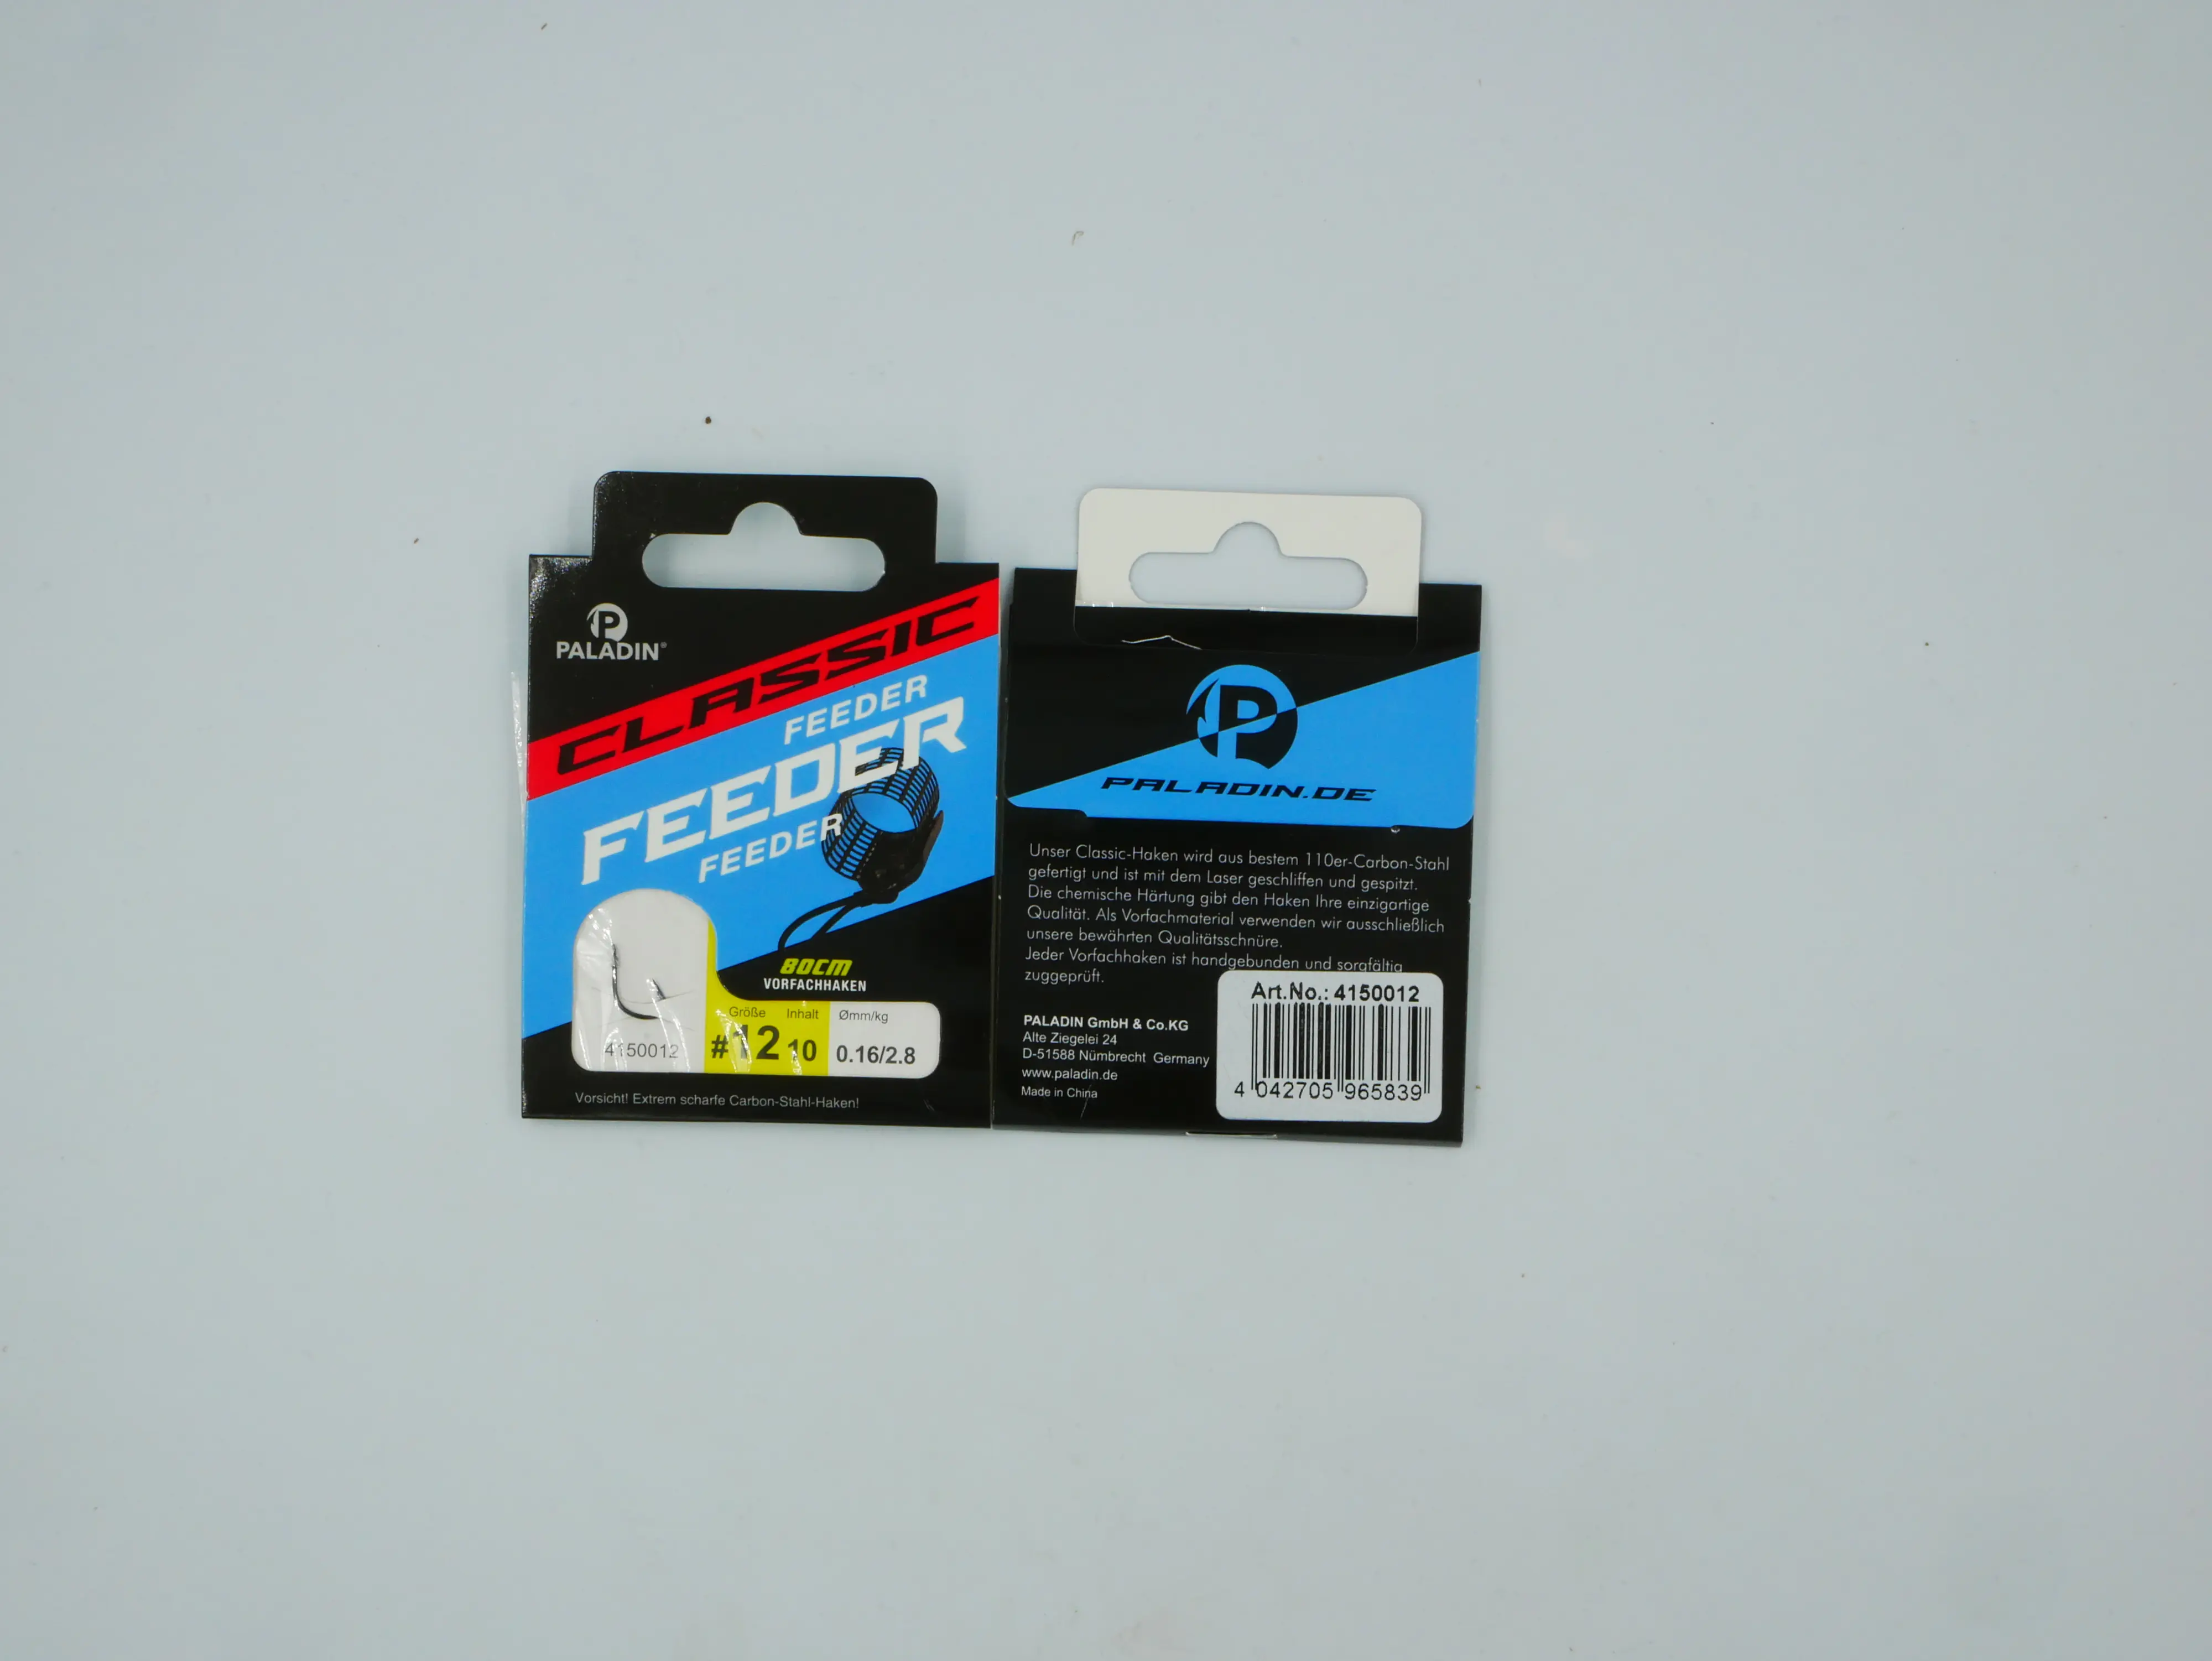 PALADIN®
CLASSIC
FEEDER
FEEDER
FEEDER
80CM
VORFACHHAKEN
Größe Inhalt Ømm/kg
4150012 #12 10 0.16/2.8
Vorsicht! Extrem scharfe Carbon-Stahl-Haken!
P
PALADIN.DE
Unser Classic-Haken wird aus bestem 110er-Carbon-Stahl
gefertigt und ist mit dem Laser geschliffen und gespitzt.
Die chemische Härtung gibt den Haken Ihre einzigartige
Qualität. Als Vorfachmaterial verwenden wir ausschließlich
unsere bewährten Qualitätsschnüre.
Jeder Vorfachhaken ist handgebunden und sorgfältig
zuggeprüft.
PALADIN GmbH & Co.KG
Alte Ziegelei 24
D-51588 Nümbrecht Germany
www.paladin.de
Made in China
Art.No.: 4150012
4 042705 965839